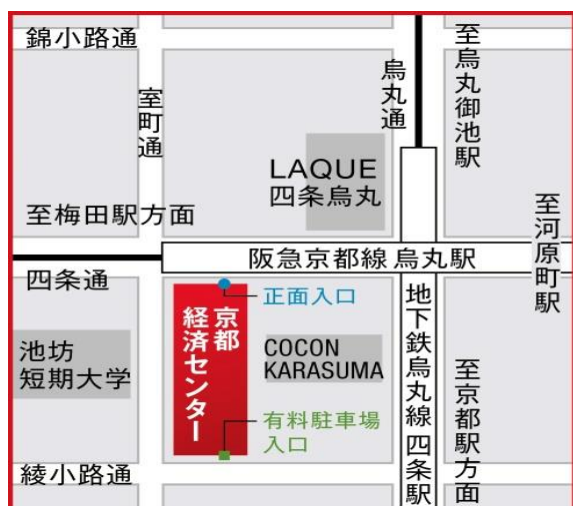 錦小路通
室町通
烏丸通
至烏丸御池駅
LAQUE
四条烏丸
至梅田駅方面
至河原町駅
阪急京都線 烏丸駅
四条通
正面入口
京都
経済センター
地下鉄烏丸線 四条駅
池坊
短期大学
COCON
KARASUMA
至京都駅方面
有料駐車場
入口
綾小路通